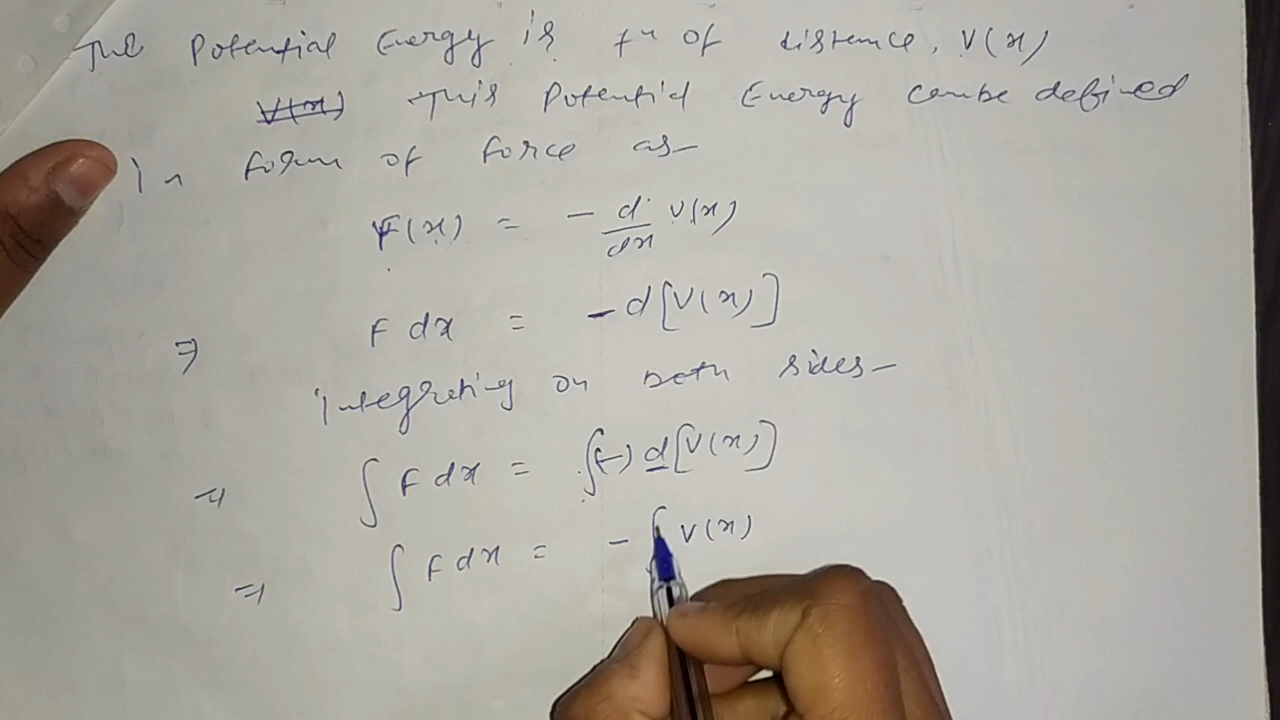 The Potential Energy is fⁿ of distance, V(x)
V(x) This Potential Energy can be defined
in form of force as-
F(x) = - d/dx V(x)
⇒ F dx = - d[V(x)]
Integrating on both sides-
⇒ ∫ F dx = ∫(-) d[V(x)]
⇒ ∫ F dx = - ∫ V(x)